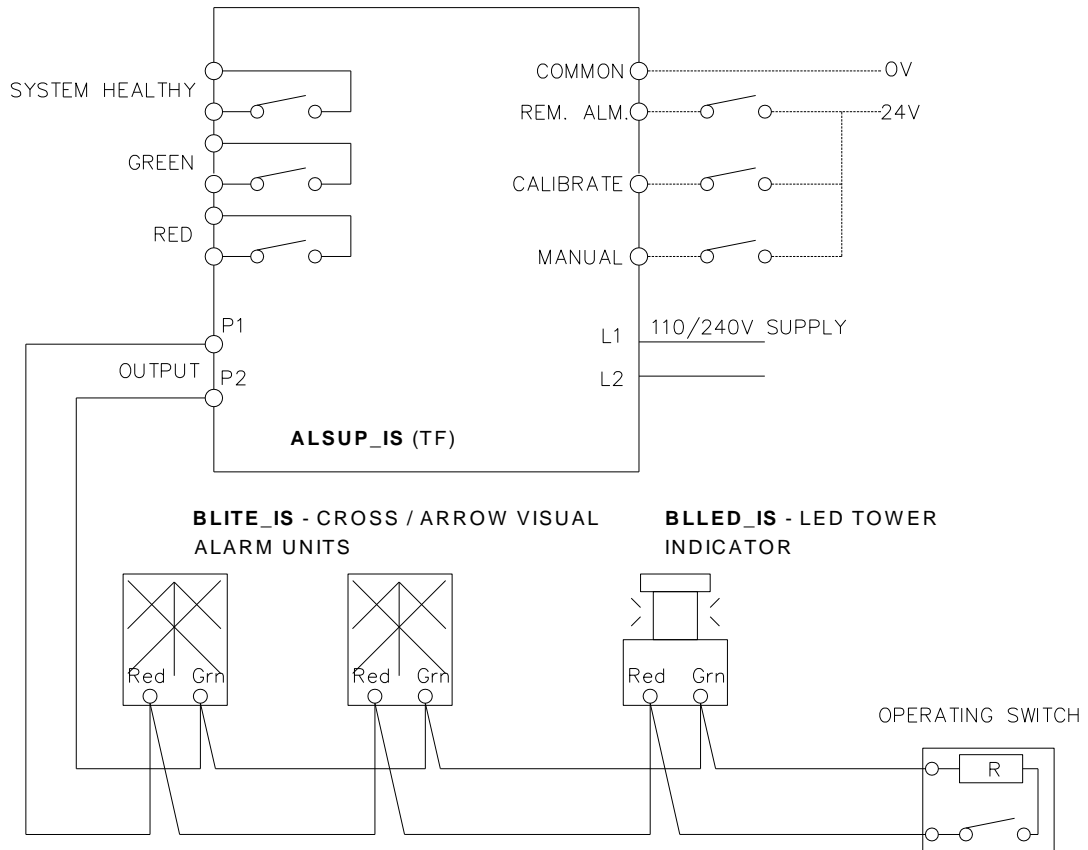 SYSTEM HEALTHY
GREEN
RED
P1
OUTPUT
P2
COMMON
0V
REM. ALM.
24V
CALIBRATE
MANUAL
L1
110/240V SUPPLY
L2
ALSUP_IS (TF)
BLITE_IS - CROSS / ARROW VISUAL
ALARM UNITS
BLLED_IS - LED TOWER
INDICATOR
Red Grn
Red Grn
Red Grn
OPERATING SWITCH
R